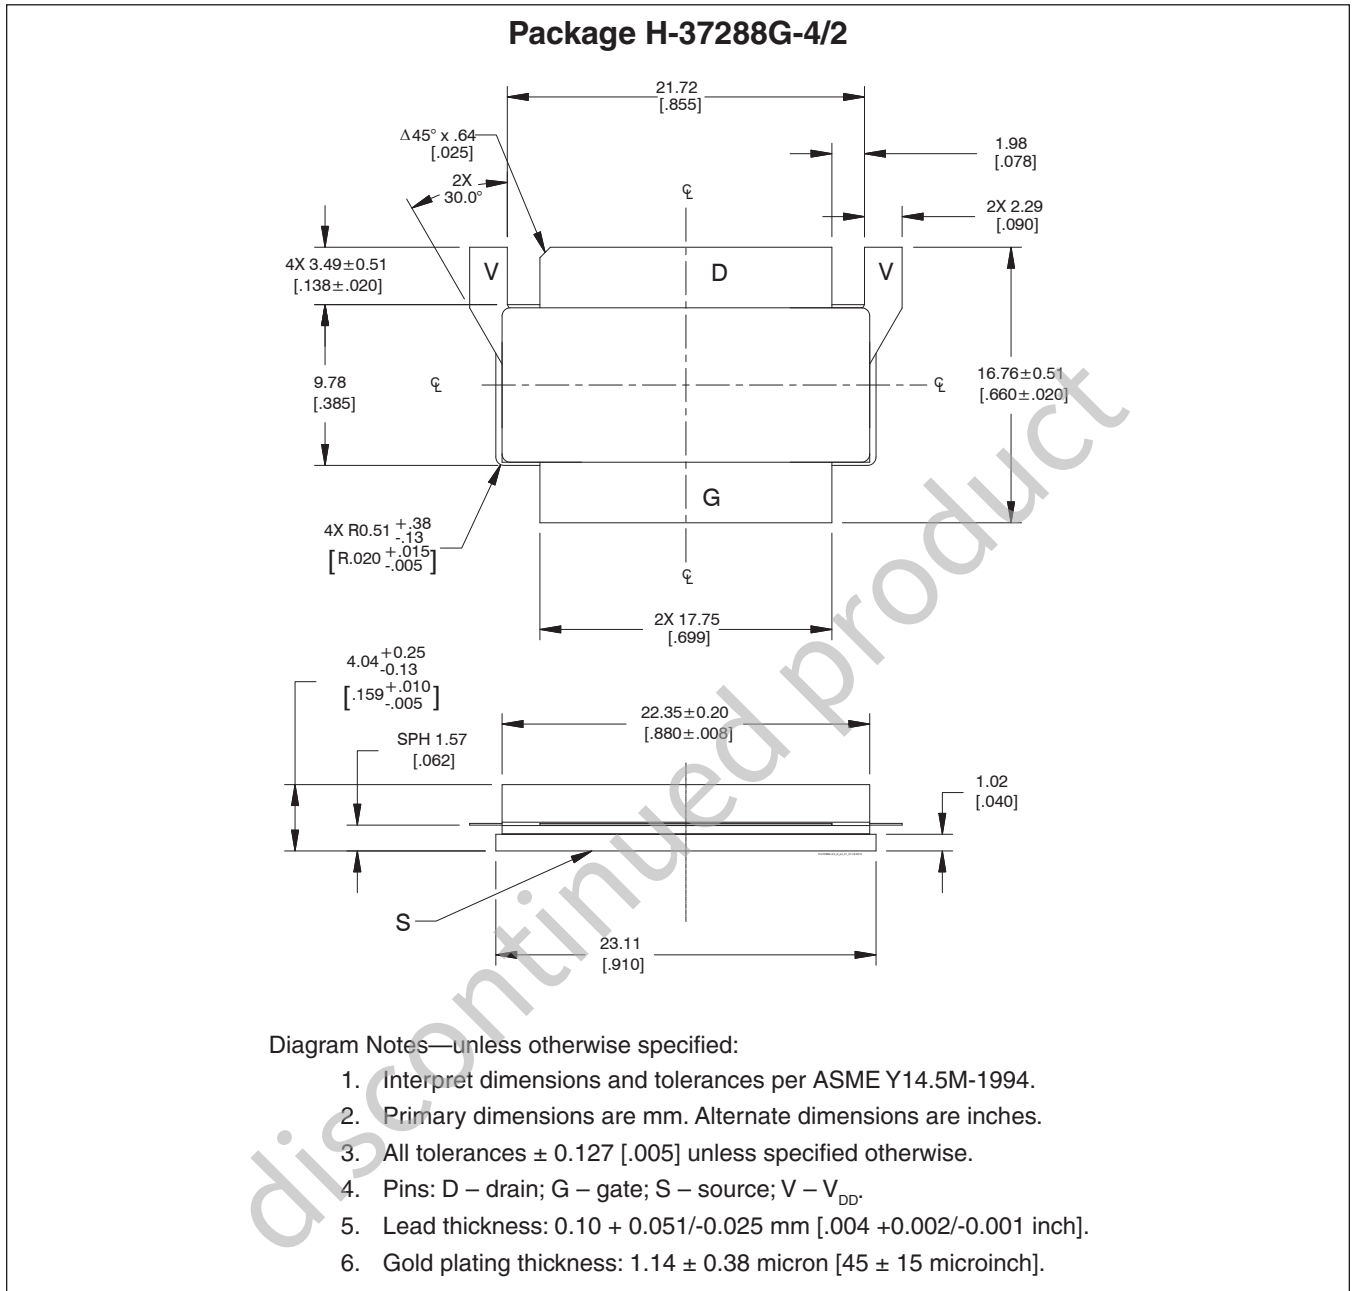 Package H-37288G-4/2
21.72
[.855]
Δ45° x .64
[.025]
1.98
[.078]
2X
30.0°
℄
2X 2.29
[.090]
4X 3.49±0.51
[.138±.020]
V
D
V
9.78
[.385]
℄
℄
16.76±0.51
[.660±.020]
G
4X R0.51 +.38
-.13
[R.020 +.015
-.005]
℄
2X 17.75
[.699]
4.04 +0.25
-0.13
[.159 +.010
-.005]
22.35±0.20
[.880±.008]
SPH 1.57
[.062]
1.02
[.040]
S
23.11
[.910]
discontinued product
Diagram Notes—unless otherwise specified:
1. Interpret dimensions and tolerances per ASME Y14.5M-1994.
2. Primary dimensions are mm. Alternate dimensions are inches.
3. All tolerances ± 0.127 [.005] unless specified otherwise.
4. Pins: D – drain; G – gate; S – source; V – VDD.
5. Lead thickness: 0.10 + 0.051/-0.025 mm [.004 +0.002/-0.001 inch].
6. Gold plating thickness: 1.14 ± 0.38 micron [45 ± 15 microinch].